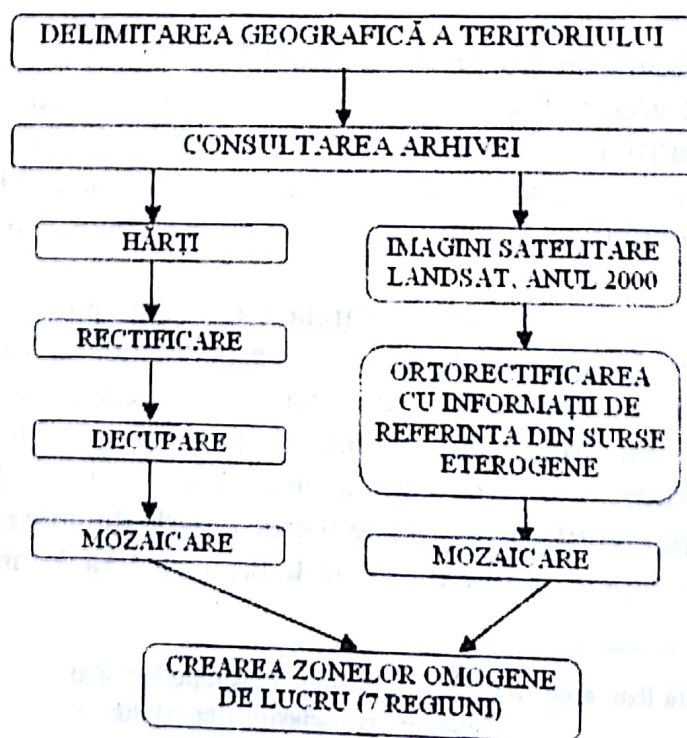 DELIMITAREA GEOGRAFICĂ A TERITORIULUI
CONSULTAREA ARHIVEI
HĂRȚI
RECTIFICARE
DECUPARE
MOZAICARE
IMAGINI SATELITARE
LANDSAT, ANUL 2000
ORTORECTIFICAREA
CU INFORMAȚII DE
REFERINTA DIN SURSE
ETEROGENE
MOZAICARE
CREAREA ZONELOR OMOGENE
DE LUCRU (7 REGIUNI)